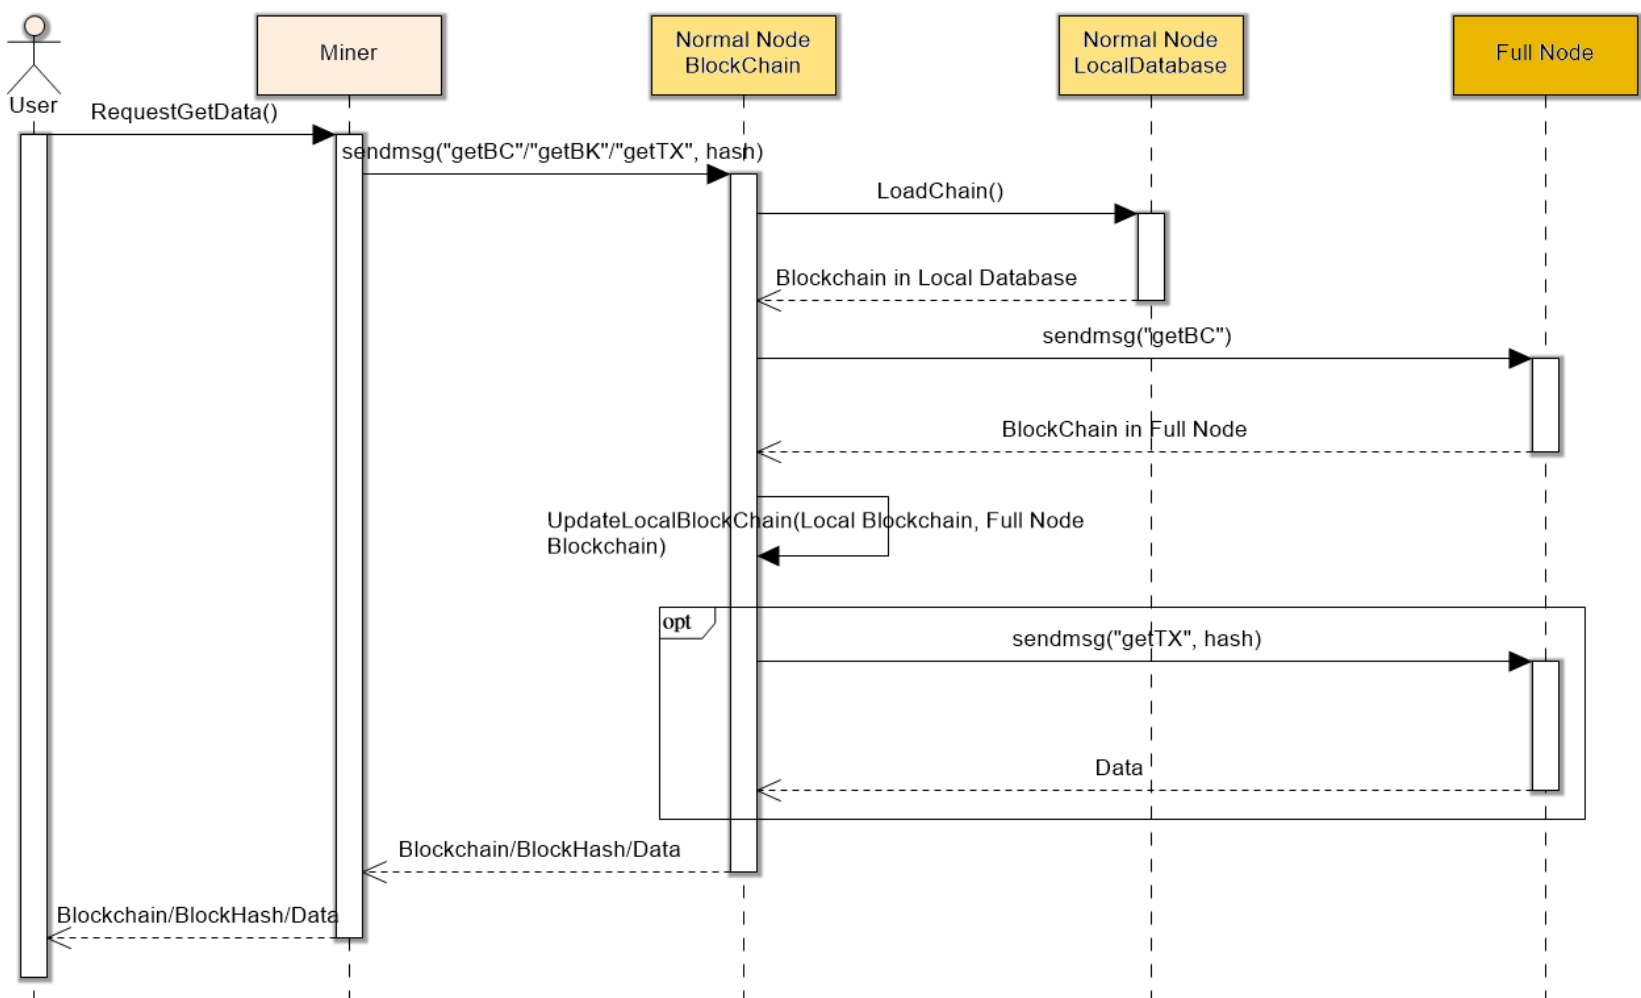 User
Miner
Normal Node
BlockChain
Normal Node
LocalDatabase
Full Node
RequestGetData()
sendmsg("getBC"/"getBK"/"getTX", hash)
LoadChain()
Blockchain in Local Database
sendmsg("getBC")
BlockChain in Full Node
UpdateLocalBlockChain(Local Blockchain, Full Node
Blockchain)
opt
sendmsg("getTX", hash)
Data
Blockchain/BlockHash/Data
Blockchain/BlockHash/Data